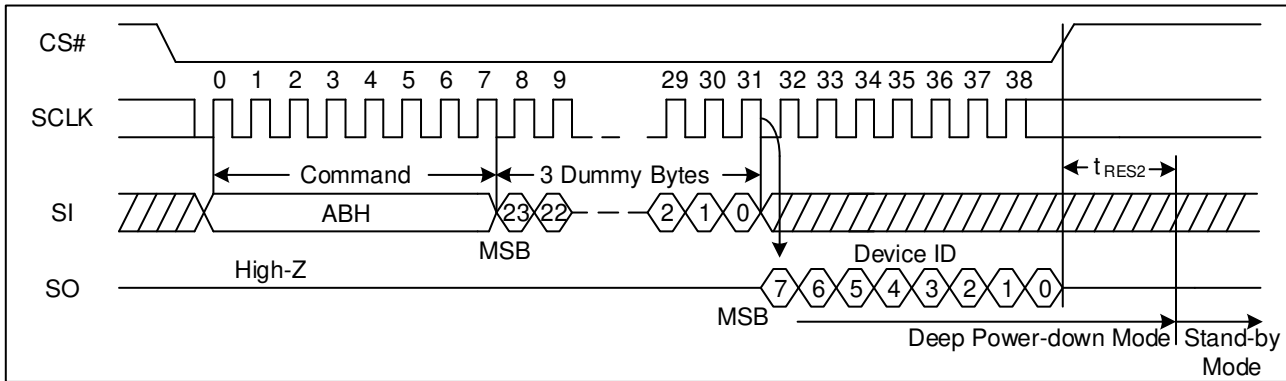 CS#
0 1 2 3 4 5 6 7 8 9 29 30 31 32 33 34 35 36 37 38
SCLK
Command 3 Dummy Bytes tRES2
SI ABH 23 22 2 1 0
MSB
High-Z Device ID
SO 7 6 5 4 3 2 1 0
MSB
Deep Power-down Mode Stand-by
Mode